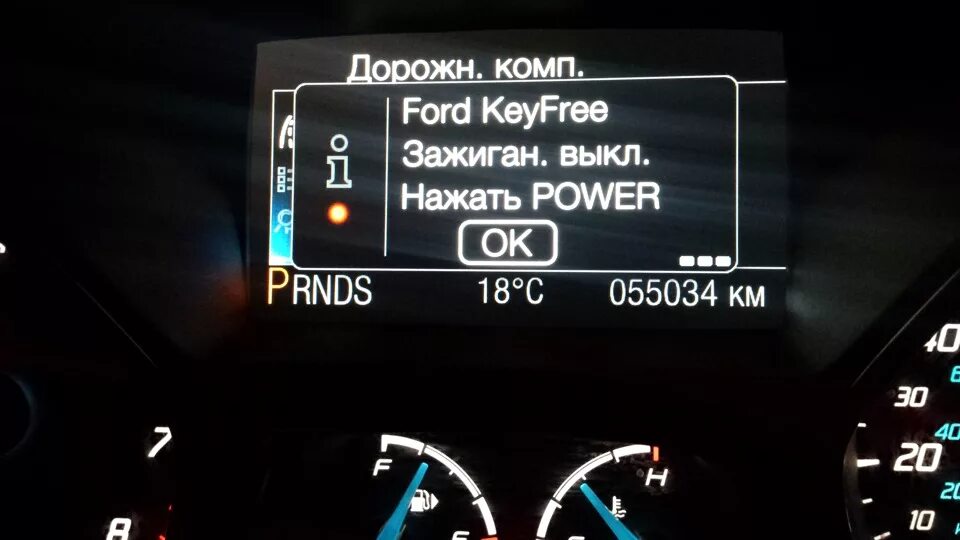 Дорожн. комп.
Ford KeyFree
Зажиган. выкл.
Нажать POWER
OK
PRNDS 18°C 055034 км
7
8
F
H
40
30
20
10
40
20